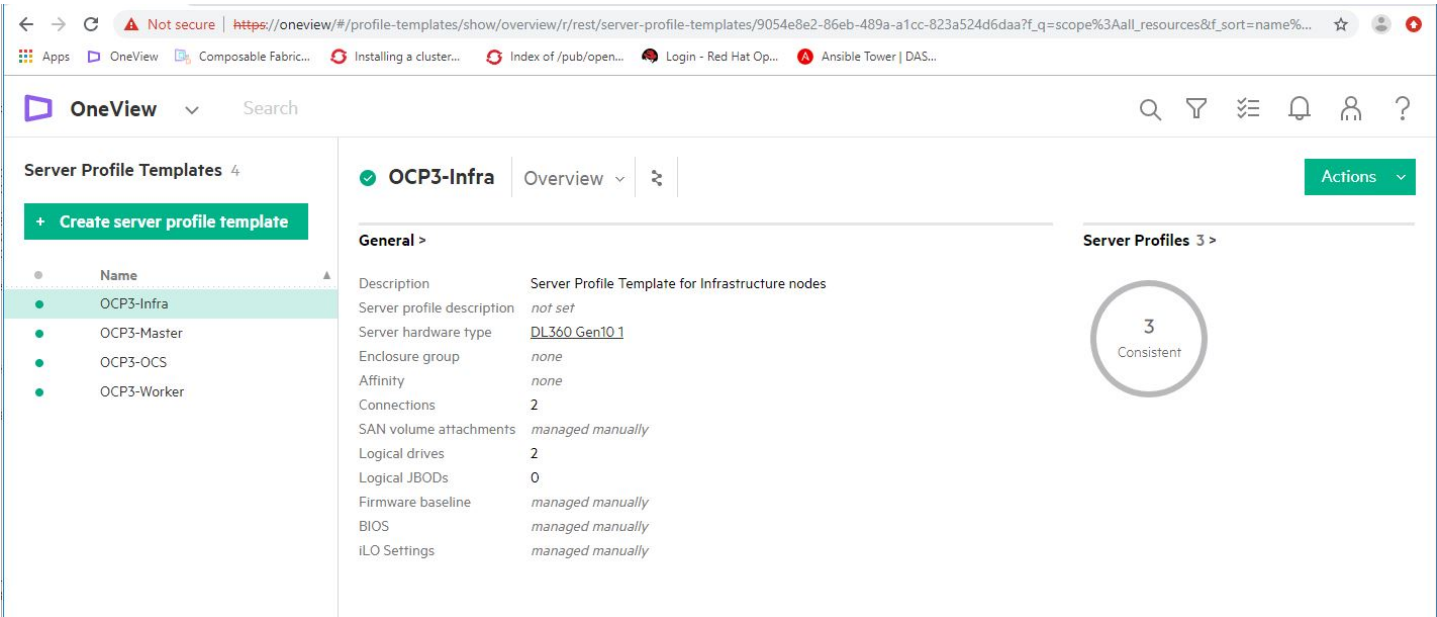 Not secure | https://oneview/#/profile-templates/show/overview/r/rest/server-profile-templates/9054e8e2-86eb-489a-a1cc-823a524d6daa?f_q=scope%3Aall_resources&f_sort=name%...
Apps OneView Composable Fabric... Installing a cluster... Index of /pub/open... Login - Red Hat Op... Ansible Tower | DAS...
OneView Search
Server Profile Templates 4
+ Create server profile template
Name
OCP3-Infra
OCP3-Master
OCP3-OCS
OCP3-Worker
OCP3-Infra Overview
Actions
General >
Description Server Profile Template for Infrastructure nodes
Server profile description not set
Server hardware type DL360 Gen10 1
Enclosure group none
Affinity none
Connections 2
SAN volume attachments managed manually
Logical drives 2
Logical JBODs 0
Firmware baseline managed manually
BIOS managed manually
iLO Settings managed manually
Server Profiles 3 >
3
Consistent